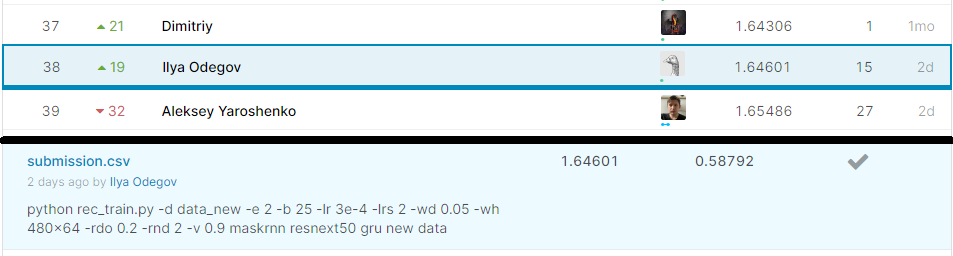 37 ▲ 21 Dimitriy 1.64306 1 1mo
38 ▲ 19 Ilya Odegov 1.64601 15 2d
39 ▼ 32 Aleksey Yaroshenko 1.65486 27 2d
submission.csv 1.64601 0.58792
2 days ago by Ilya Odegov
python rec_train.py -d data_new -e 2 -b 25 -lr 3e-4 -lrs 2 -wd 0.05 -wh
480x64 -rdo 0.2 -rnd 2 -v 0.9 maskrnn resnext50 gru new data